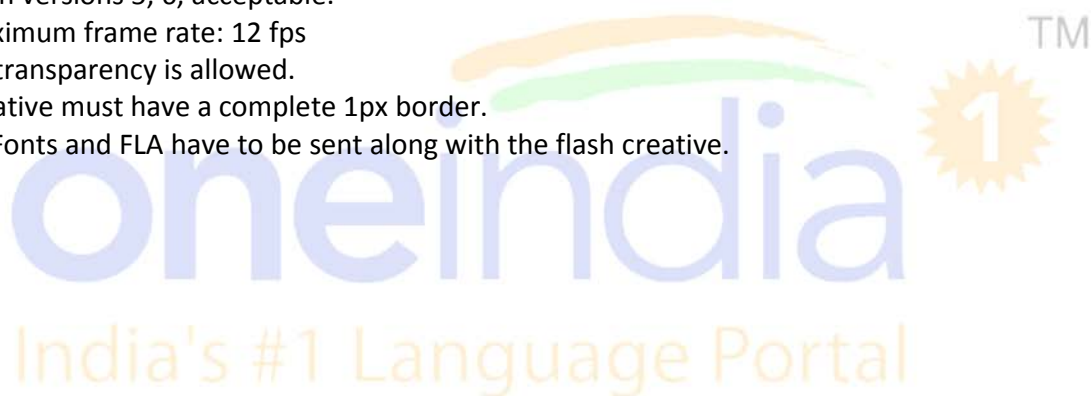 versions 5, 6, acceptable.
ximum frame rate: 12 fps
transparency is allowed.
ative must have a complete 1px border.
Fonts and FLA have to be sent along with the flash creative.
TM
1
oneindia
India's #1 Language Portal